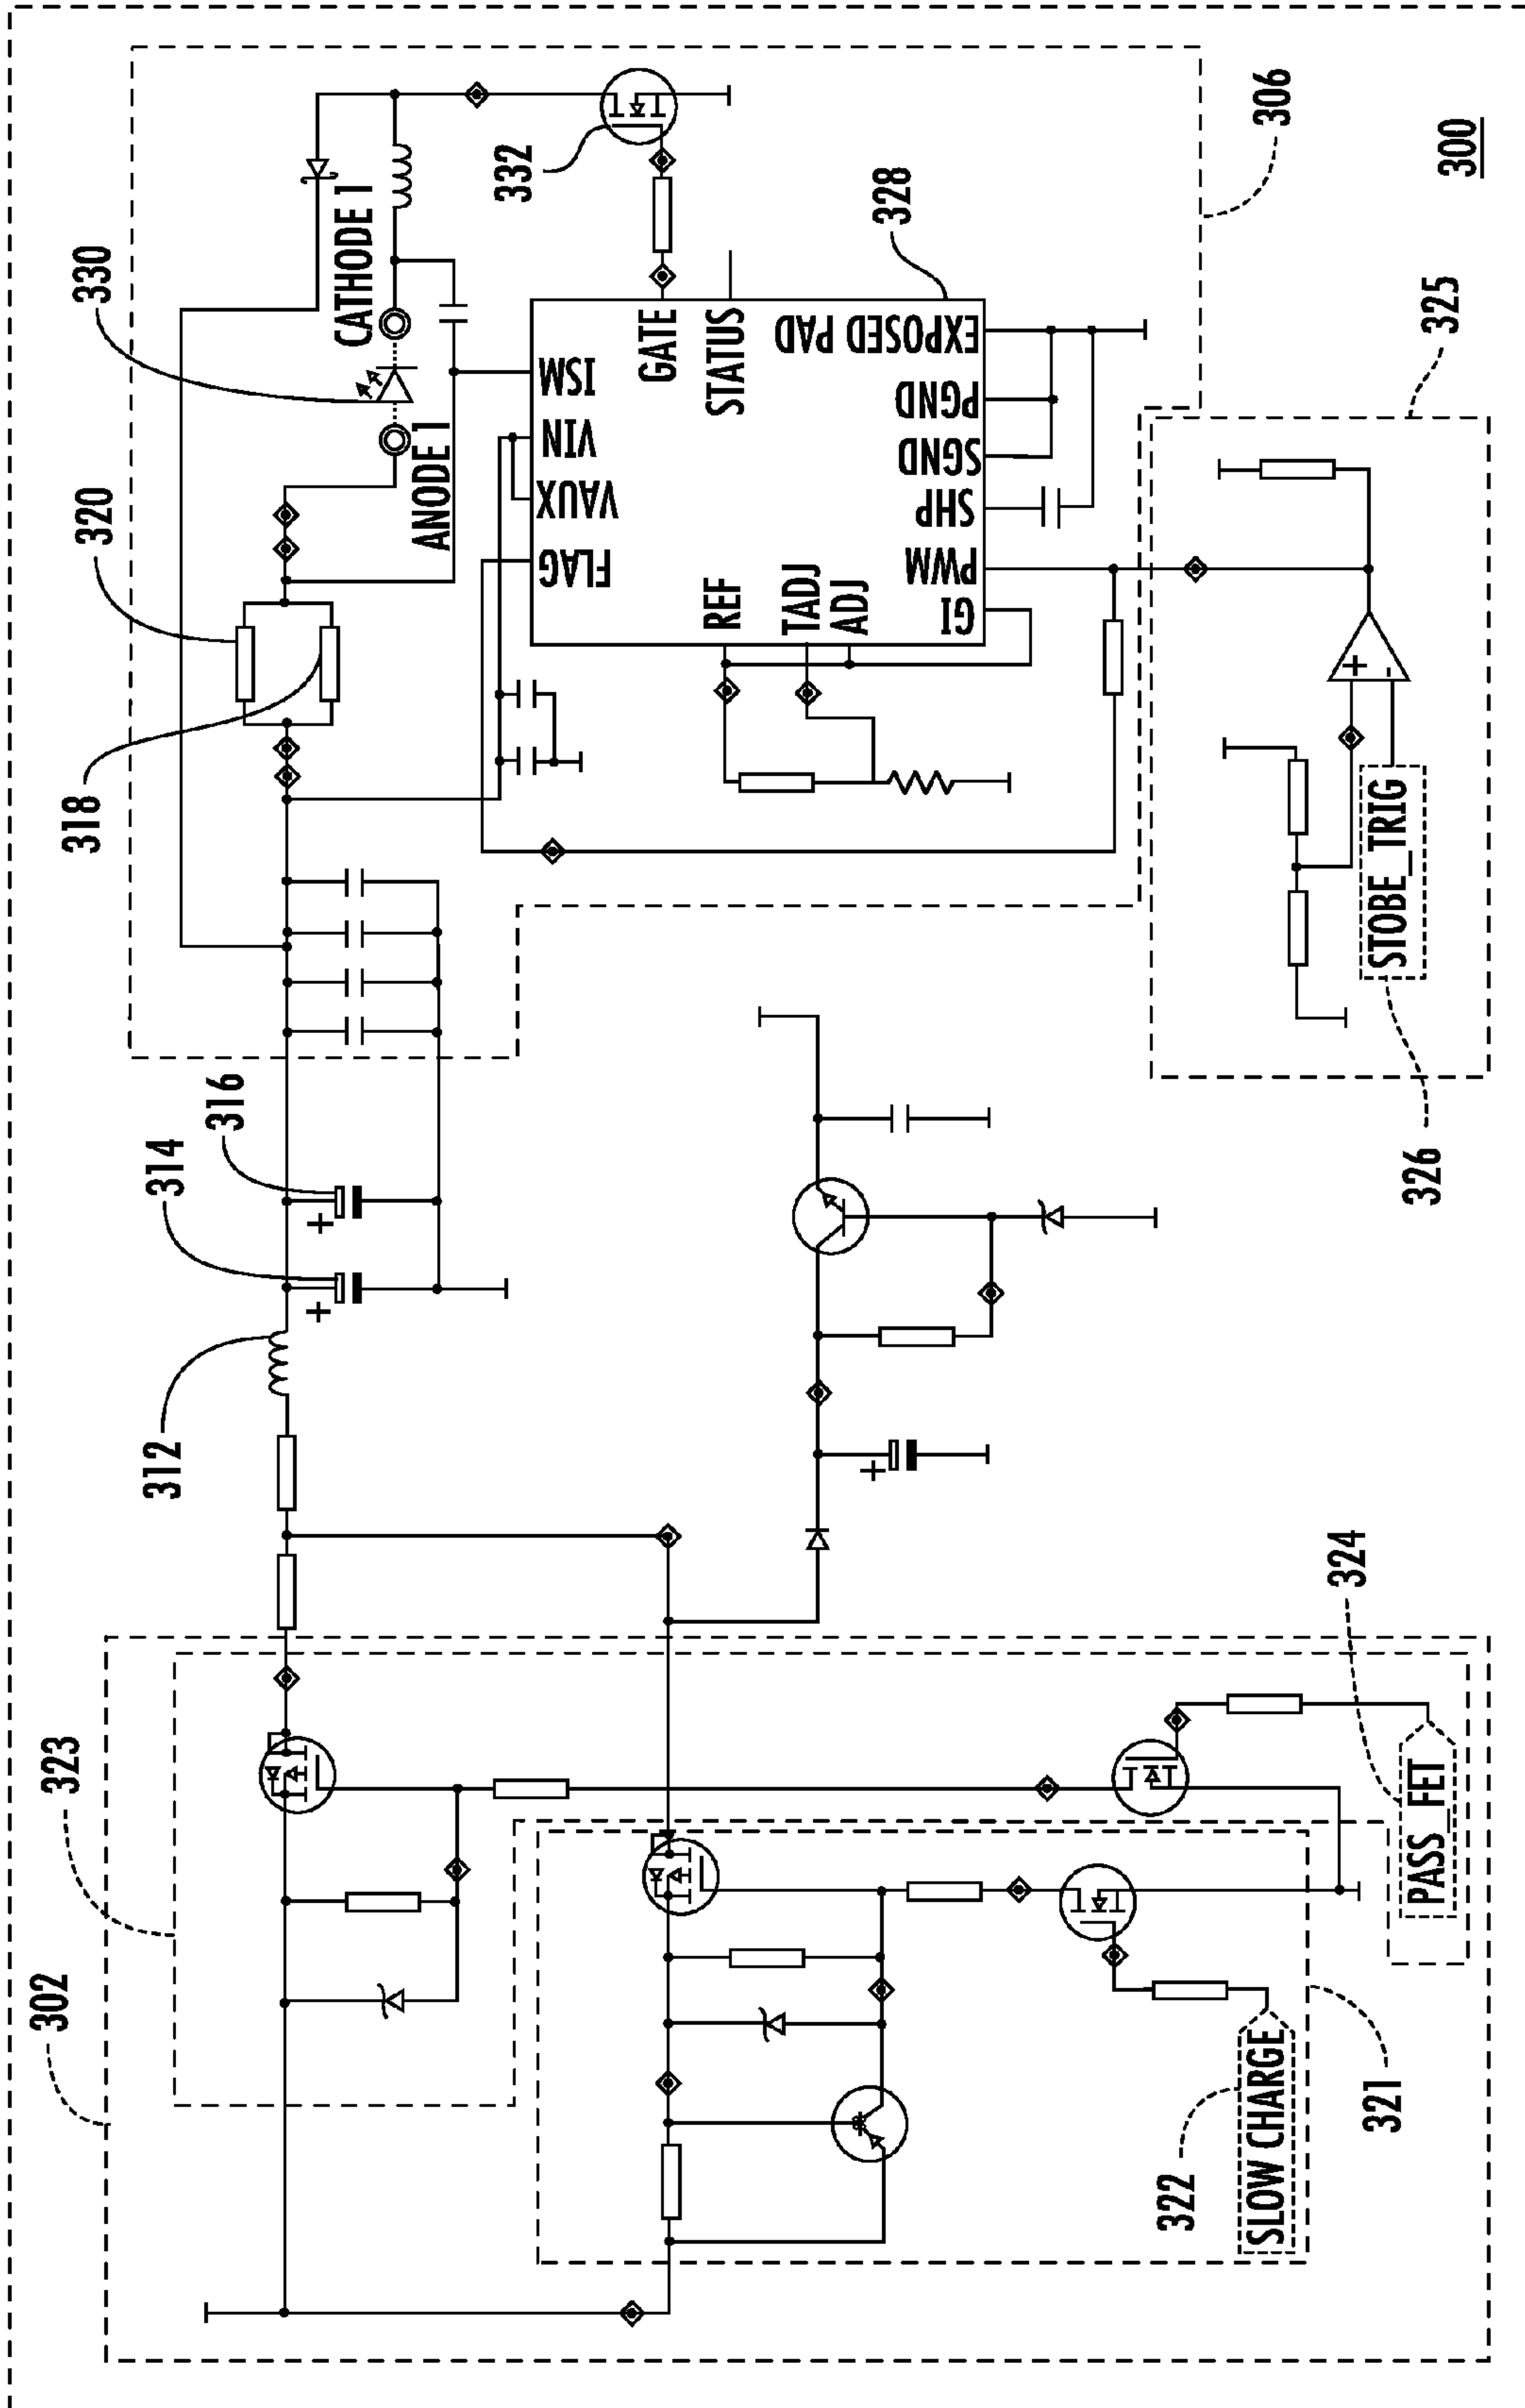 302
323
312
314
316
318
320
330
CATHODE 1
ANODE 1
332
GATE
STATUS
328
306
300
ISM
VIN
VAUX
FLAG
REF
TADJ
ADJ
EXPOSED PAD
PGND
SGND
SHP
PWM
GI
325
+
-
STOBE_TRIG
326
+
+
+
324
PASS_FET
321
322
SLOW CHARGE